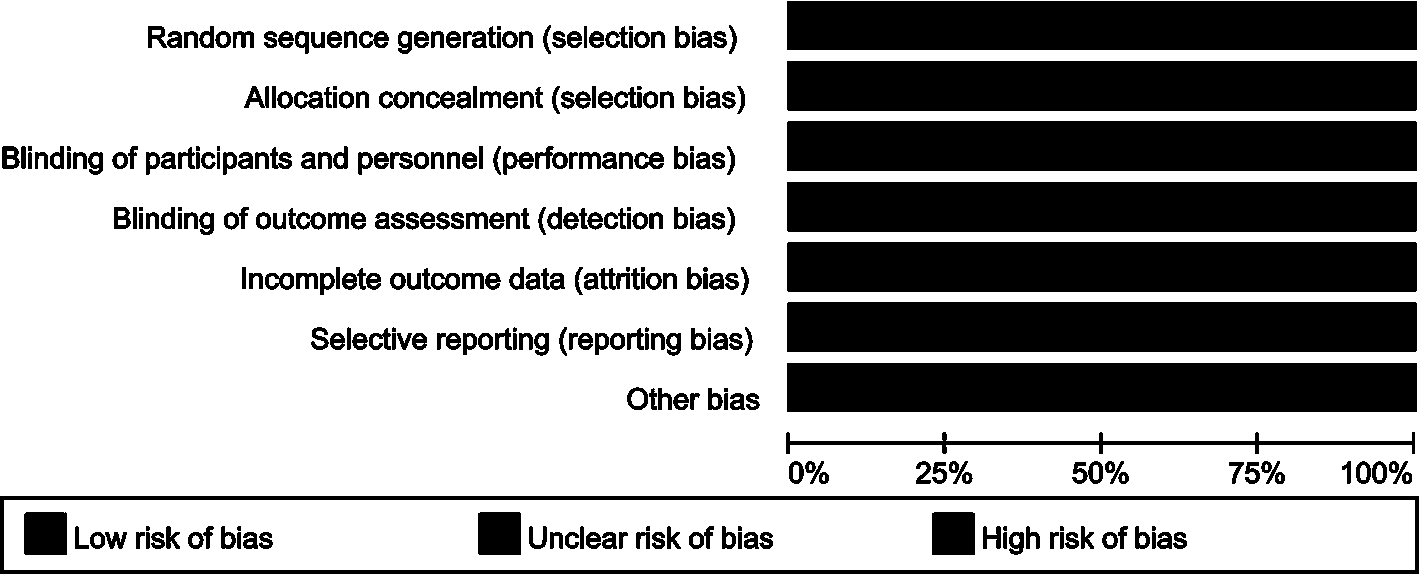 Random sequence generation (selection bias)
Allocation concealment (selection bias)
Blinding of participants and personnel (performance bias)
Blinding of outcome assessment (detection bias)
Incomplete outcome data (attrition bias)
Selective reporting (reporting bias)
Other bias
0% 25% 50% 75% 100%
Low risk of bias Unclear risk of bias High risk of bias